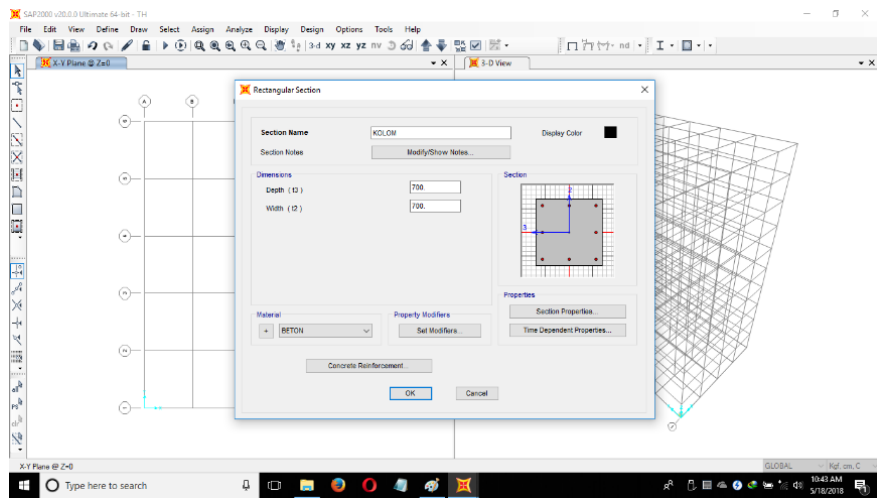 SAP2000 v20.0.0 Ultimate 64-bit - TH
File Edit View Define Draw Select Assign Analyze Display Design Options Tools Help
3-d xy xz yz nv nd
X-Y Plane @ Z=0
3-D View
A
B
Rectangular Section
Section Name KOLOM Display Color
Section Notes Modify/Show Notes...
Dimensions
Depth ( t3 ) 700.
Width ( t2 ) 700.
Section
2
3
Properties
Section Properties...
Time Dependent Properties...
Material
+ BETON
Property Modifiers
Set Modifiers...
Concrete Reinforcement...
OK Cancel
X-Y Plane @ Z=0 GLOBAL Kgf, cm, C
Type here to search
10:43 AM
5/18/2018